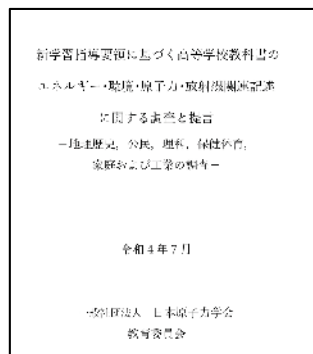 新学習指導要領に基づく高等学校教科書の
エネルギー・環境・原子力・放射線関連記述
に関する調査と提言
−地理歴史，公民，理科，保健体育，
家庭および工業の調査−
令和4年7月
一般社団法人 日本原子力学会
教育委員会